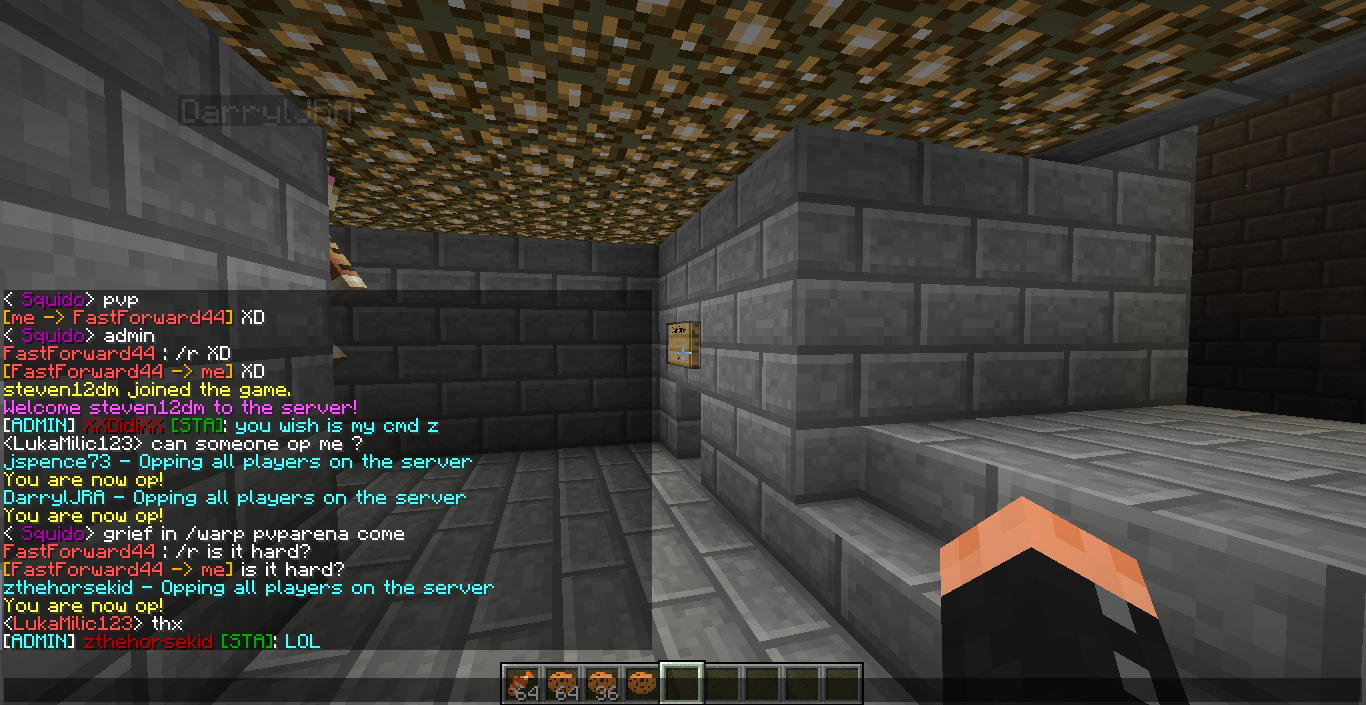 DarrylJRA
< Squido> pvp
[me -> FastForward44] XD
< Squido> admin
FastForward44 : /r XD
[FastForward44 -> me] XD
steven12dm joined the game.
Welcome steven12dm to the server!
[ADMIN] [STA]: you wish is my cmd z
<LukaMilic123> can someone op me ?
jspence73 - Opping all players on the server
You are now op!
DarrylJRA - Opping all players on the server
You are now op!
< Squido> grief in /warp pvparena come
FastForward44 : /r is it hard?
[FastForward44 -> me] is it hard?
zthehorsekid - Opping all players on the server
You are now op!
<LukaMilic123> thx
[ADMIN] zthehorsekid [STA]: LOL
64 64 36